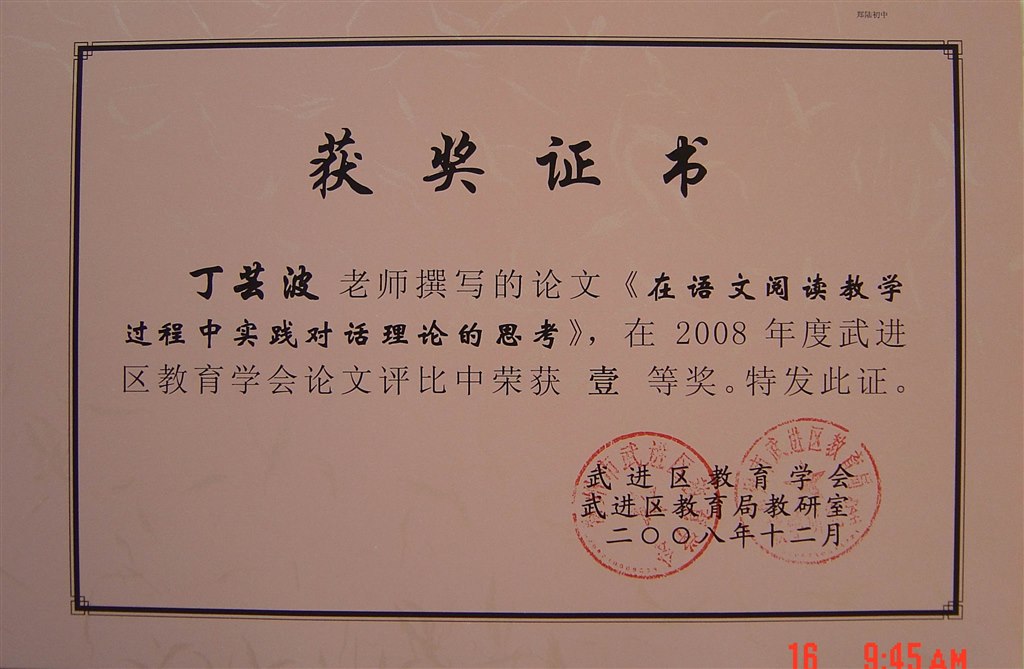 郑陆初中
获奖证书
丁芸波 老师撰写的论文《在语文阅读教学
过程中实践对话理论的思考》，在 2008 年度武进
区教育学会论文评比中荣获 壹 等奖。特发此证。
武进区教育学会
武进区教育局教研室
二〇〇八年十二月
16 9:45 AM